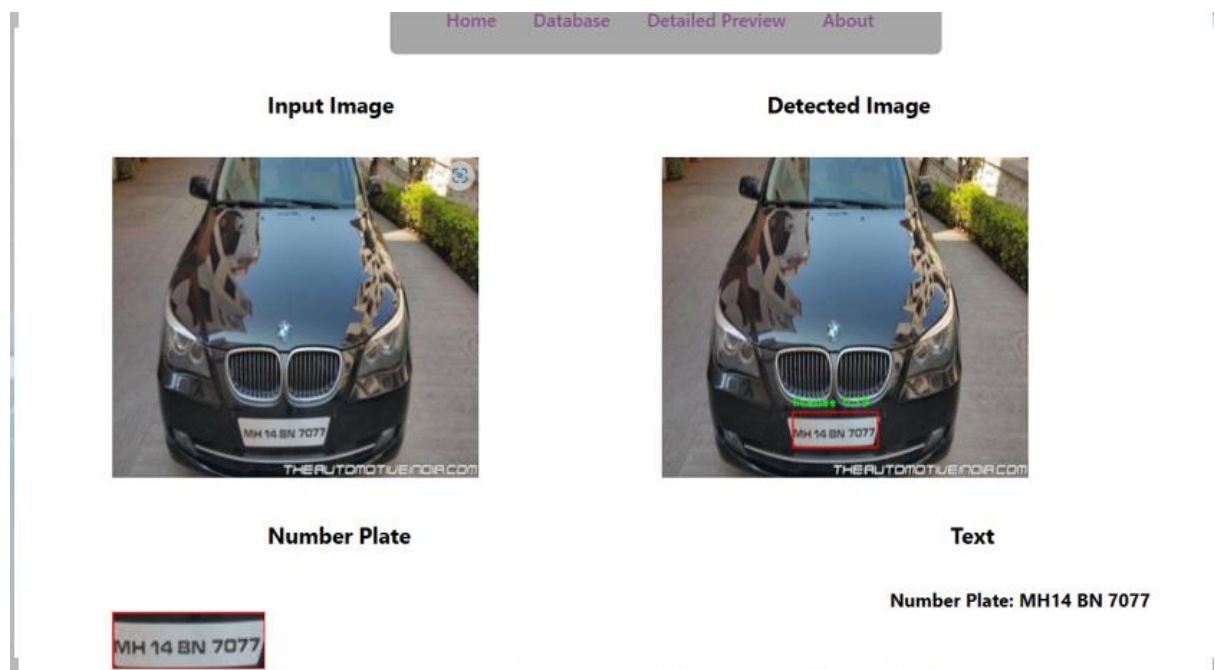 Home Database Detailed Preview About
Input Image Detected Image
MH 14 BN 7077
THEAUTOMOTIVEINDIA.COM
MH 14 BN 7077
THEAUTOMOTIVEINDIA.COM
Number Plate Text
Number Plate: MH14 BN 7077
MH 14 BN 7077